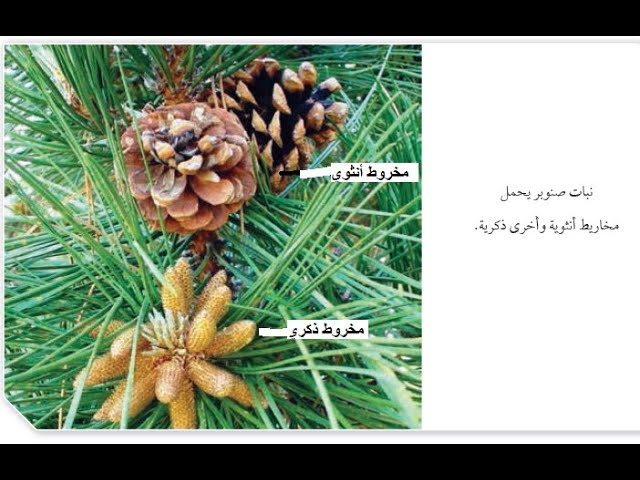 مخروط أنثوي
نبات صنوبر يحمل
مخاريط أنثوية وأخرى ذكرية.
مخروط ذكري